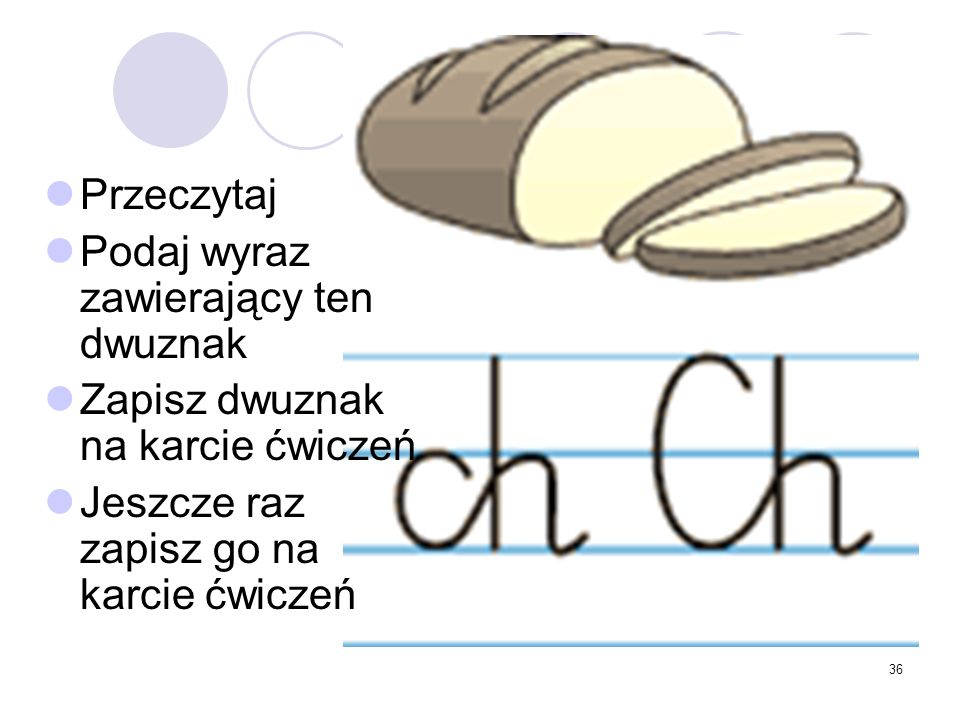 Przeczytaj
Podaj wyraz
zawierający ten
dwuznak
Zapisz dwuznak
na karcie ćwiczeń
Jeszcze raz
zapisz go na
karcie ćwiczeń
ch Ch
36